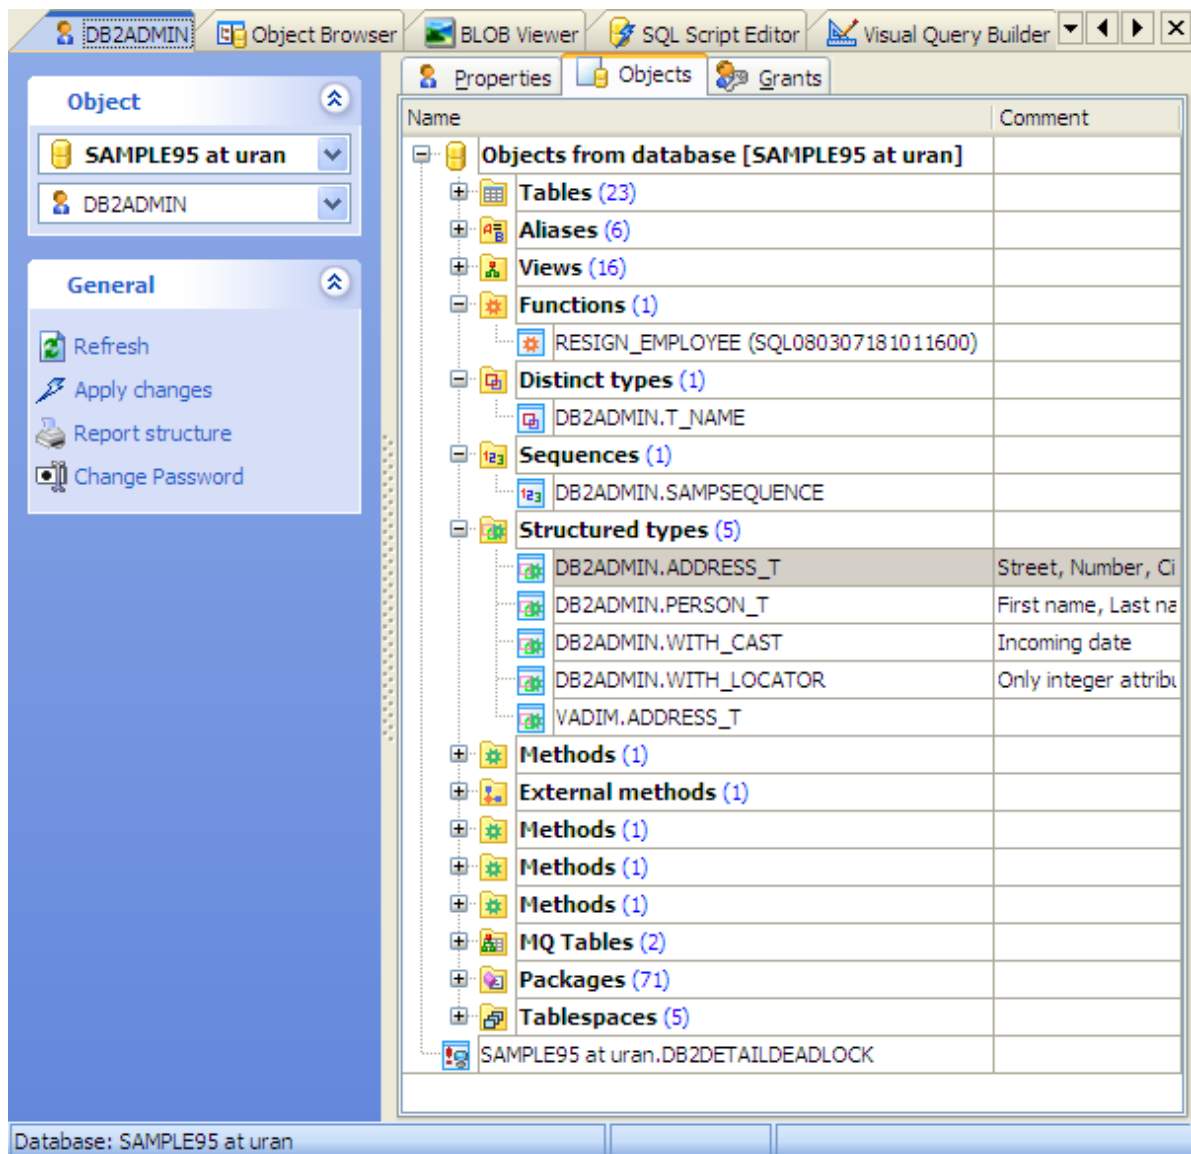 DB2ADMIN Object Browser BLOB Viewer SQL Script Editor Visual Query Builder
Properties Objects Grants
Object
SAMPLE95 at uran
DB2ADMIN
General
Refresh
Apply changes
Report structure
Change Password
Name Comment
Objects from database [SAMPLE95 at uran]
Tables (23)
Aliases (6)
Views (16)
Functions (1)
RESIGN_EMPLOYEE (SQL080307181011600)
Distinct types (1)
DB2ADMIN.T_NAME
Sequences (1)
DB2ADMIN.SAMPSEQUENCE
Structured types (5)
DB2ADMIN.ADDRESS_T Street, Number, Ci
DB2ADMIN.PERSON_T First name, Last na
DB2ADMIN.WITH_CAST Incoming date
DB2ADMIN.WITH_LOCATOR Only integer attribu
VADIM.ADDRESS_T
Methods (1)
External methods (1)
Methods (1)
Methods (1)
Methods (1)
MQ Tables (2)
Packages (71)
Tablespaces (5)
SAMPLE95 at uran.DB2DETAILDEADLOCK
Database: SAMPLE95 at uran